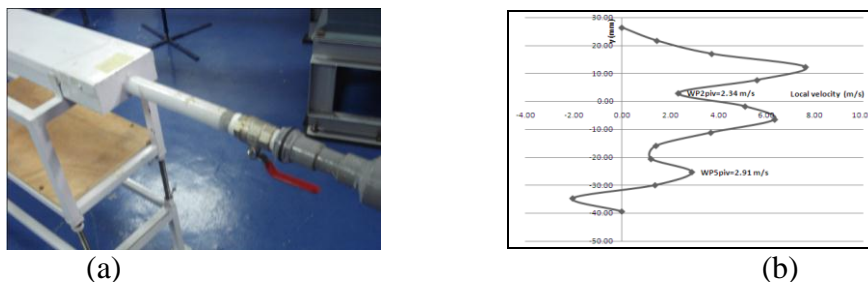 30.00
y (mm)
20.00
10.00
WP2piv=2.34 m/s
Local velocity (m/s)
0.00
-4.00 -2.00 0.00 2.00 4.00 6.00 8.00 10.0
-10.00
-20.00
WP5piv=2.91 m/s
-30.00
-40.00
-50.00
(a) (b)